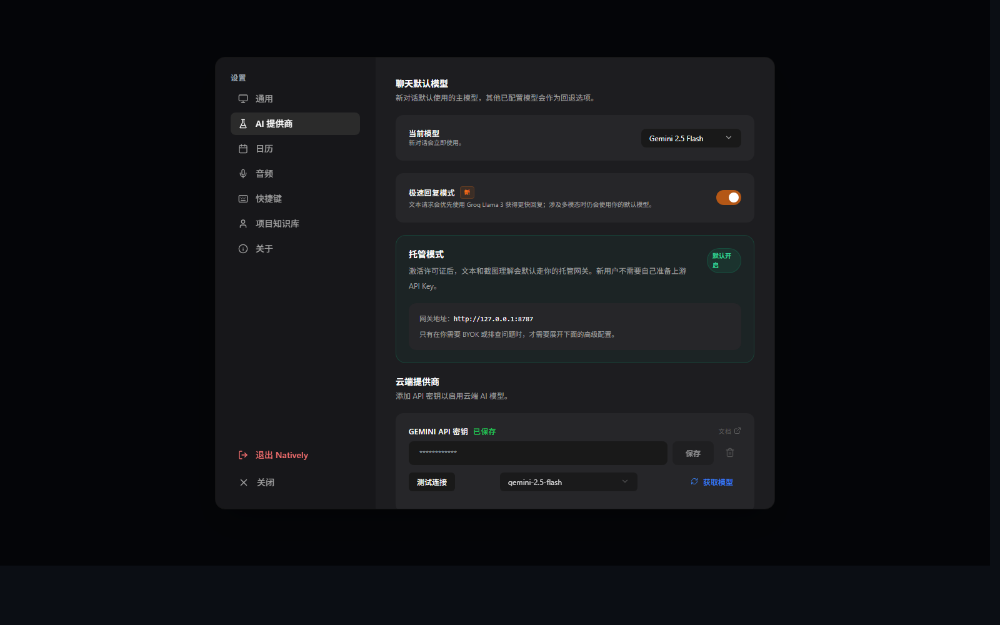 设置
通用
AI 提供商
日历
音频
快捷键
项目知识库
关于
退出 Natively
关闭
聊天默认模型
新对话默认使用的主模型，其他已配置模型会作为回退选项。
当前模型
新对话会立即使用。
Gemini 2.5 Flash
极速回复模式 新
文本请求会优先使用 Groq Llama 3 获得更快回复；涉及多模态时仍会使用你的默认模型。
托管模式
默认开
启
激活许可证后，文本和截图理解会默认走你的托管网关。新用户不需要自己准备上游
API Key。
网关地址：http://127.0.0.1:8787
只有在你需要 BYOK 或排查问题时，才需要展开下面的高级配置。
云端提供商
添加 API 密钥以启用云端 AI 模型。
GEMINI API 密钥 已保存
文档
************
保存
测试连接
gemini-2.5-flash
获取模型